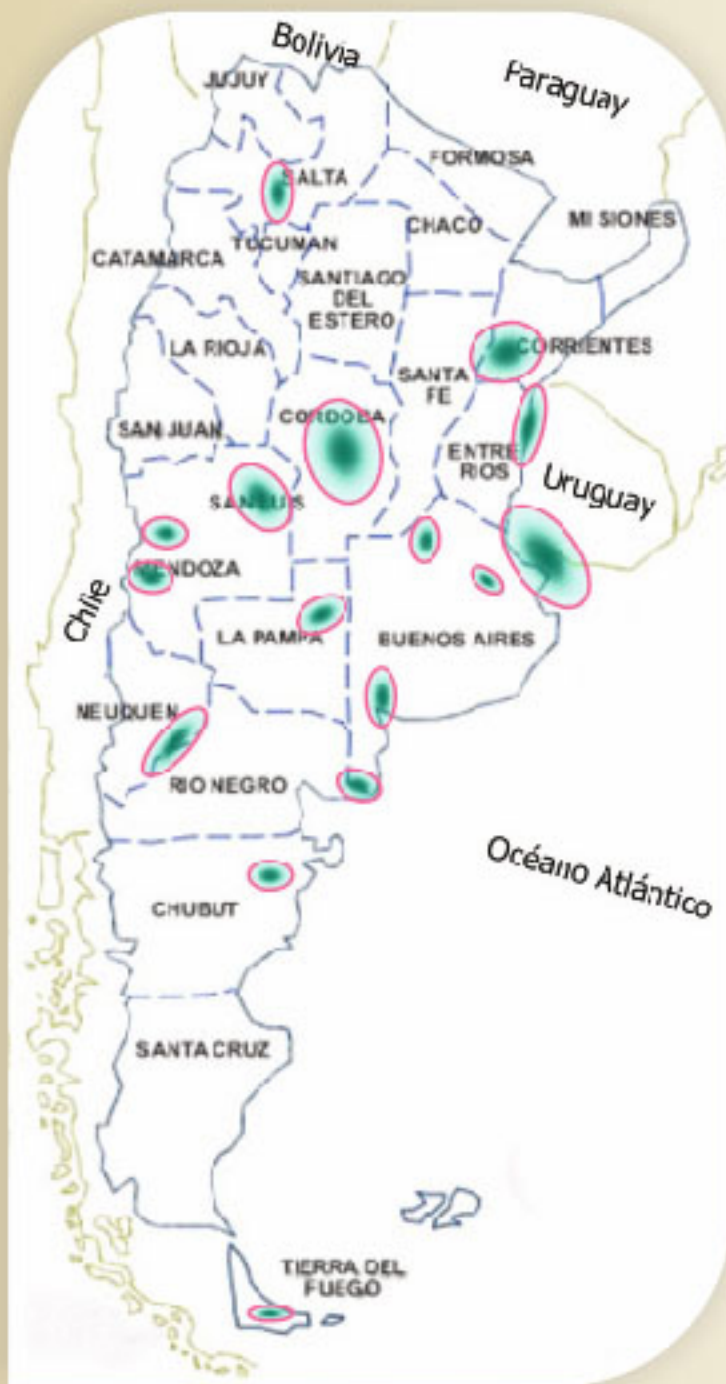 Bolivia
JUJUY
Paraguay
FORMOSA
SALTA
MISIONES
CHACO
TUCUMAN
CATAMARCA
SANTIAGO
DEL
ESTERO
LA RIOJA
CORRIENTES
SANTA
FE
CORDOBA
SAN JUAN
ENTRE
RIOS
Uruguay
SAN LUIS
MENDOZA
Chlie
LA PAMPA
BUENOS AIRES
NEUQUEN
RIO NEGRO
Océano Atlántico
CHUBUT
SANTA CRUZ
TIERRA DEL
FUEGO